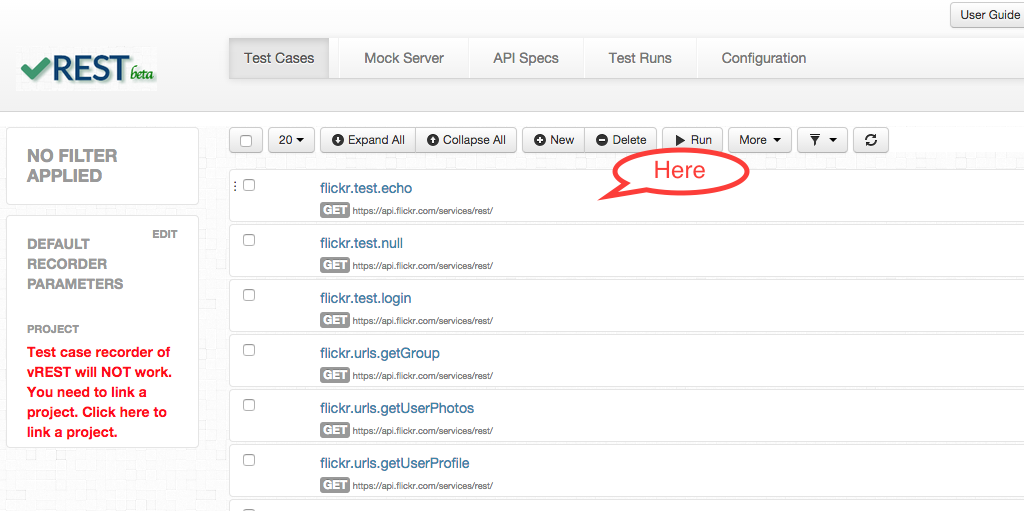 User Guide
vREST beta
Test Cases
Mock Server
API Specs
Test Runs
Configuration
NO FILTER
APPLIED
20
Expand All
Collapse All
New
Delete
Run
More
Here
EDIT
DEFAULT
RECORDER
PARAMETERS
PROJECT
Test case recorder of
vREST will NOT work.
You need to link a
project. Click here to
link a project.
flickr.test.echo
GET https://api.flickr.com/services/rest/
flickr.test.null
GET https://api.flickr.com/services/rest/
flickr.test.login
GET https://api.flickr.com/services/rest/
flickr.urls.getGroup
GET https://api.flickr.com/services/rest/
flickr.urls.getUserPhotos
GET https://api.flickr.com/services/rest/
flickr.urls.getUserProfile
GET https://api.flickr.com/services/rest/